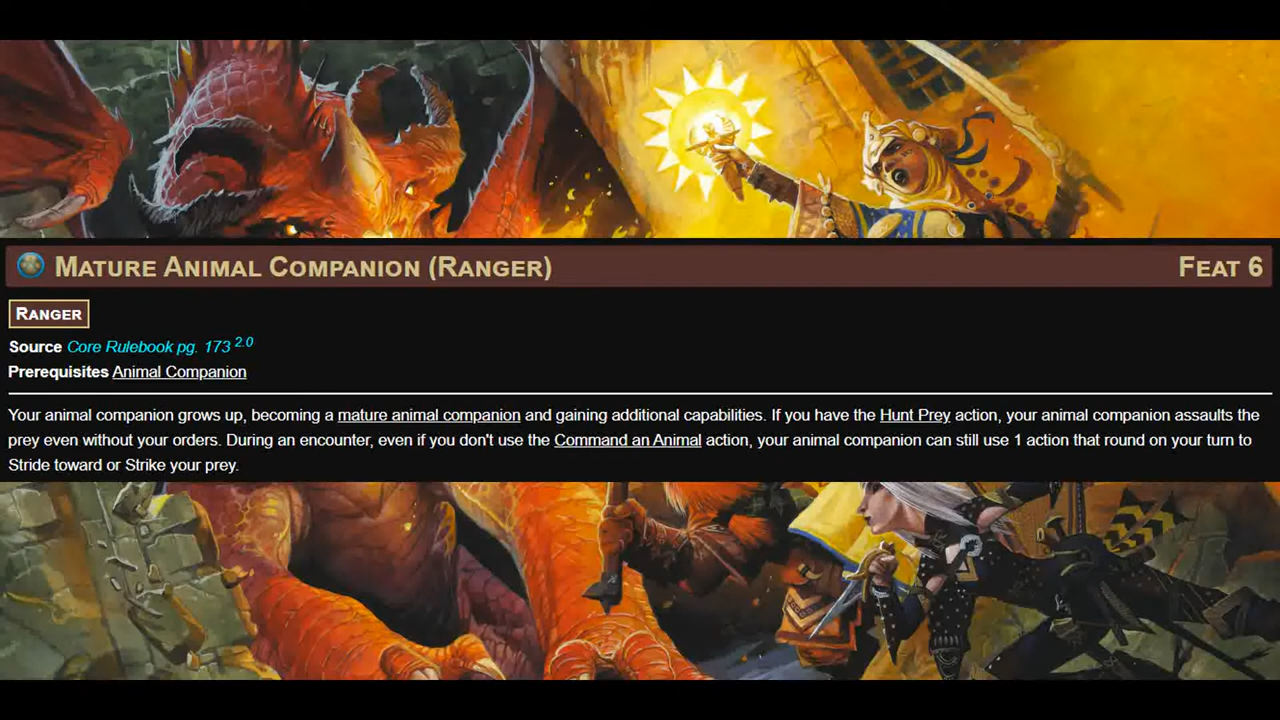 Mature Animal Companion (Ranger) Feat 6
Ranger
Source Core Rulebook pg. 173 2.0
Prerequisites Animal Companion
Your animal companion grows up, becoming a mature animal companion and gaining additional capabilities. If you have the Hunt Prey action, your animal companion assaults the
prey even without your orders. During an encounter, even if you don't use the Command an Animal action, your animal companion can still use 1 action that round on your turn to
Stride toward or Strike your prey.